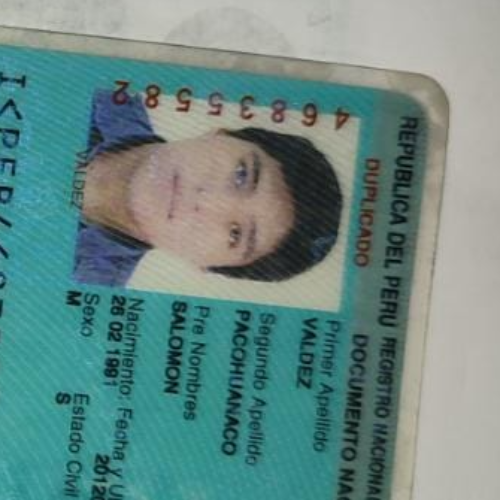 REPUBLICA DEL PERU REGISTRO NACIONA
DUPLICADO
DOCUMENTO NA
46835582
Primer Apellido
VALDEZ
Segundo Apellido
PACOHUANACO
Pre Nombres
SALOMON
Nacimiento: Fecha y U
26 02 1991
2012
Sexo
M
Estado Civil
S
VALDEZ
I<PER4